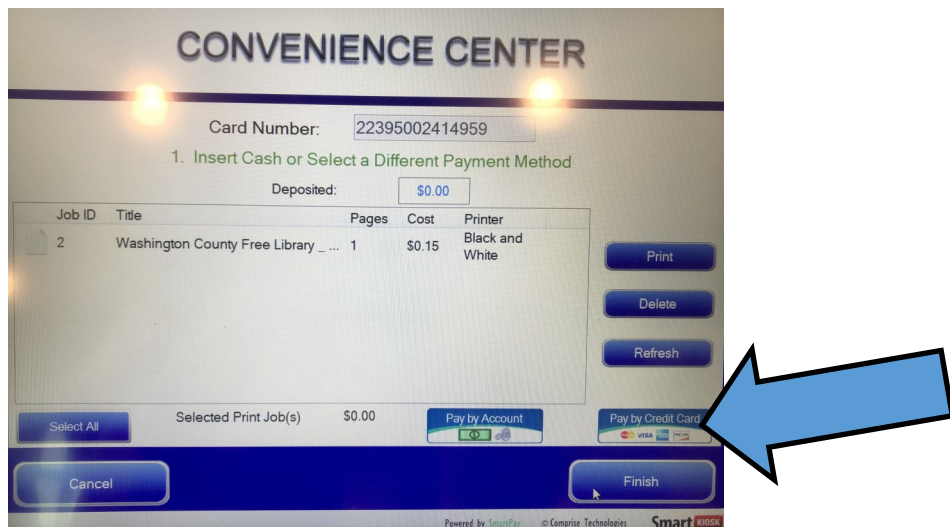 CONVENIENCE CENTER
Card Number: 22395002414959
1. Insert Cash or Select a Different Payment Method
Deposited: $0.00
Job ID Title Pages Cost Printer
2 Washington County Free Library _ ... 1 $0.15 Black and White
Print
Delete
Refresh
Select All Selected Print Job(s) $0.00 Pay by Account Pay by Credit Card
VISA
Cancel Finish
Powered by SmartPay © Comprise Technologies Smart KIOSK